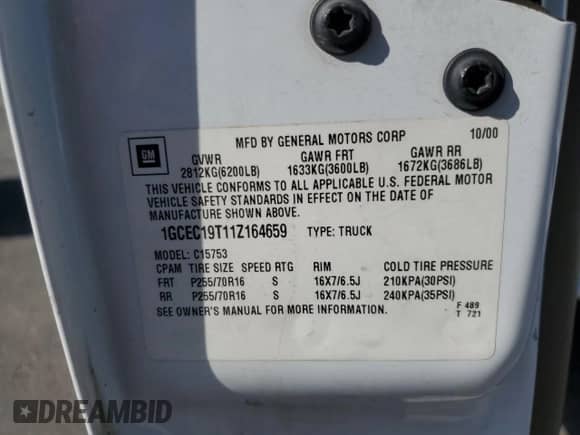 MFD BY GENERAL MOTORS CORP 10/00
GM
GVWR GAWR FRT GAWR RR
2812KG(6200LB) 1633KG(3600LB) 1672KG(3686LB)
THIS VEHICLE CONFORMS TO ALL APPLICABLE U.S. FEDERAL MOTOR
VEHICLE SAFETY STANDARDS IN EFFECT ON THE DATE OF
MANUFACTURE SHOWN ABOVE.
1GCEC19T11Z164659 TYPE: TRUCK
MODEL: C15753
CPAM TIRE SIZE SPEED RTG RIM COLD TIRE PRESSURE
FRT P255/70R16 S 16X7/6.5J 210KPA(30PSI)
RR P255/70R16 S 16X7/6.5J 240KPA(35PSI)
SEE OWNER'S MANUAL FOR MORE INFORMATION.
F 489
T 721
DREAMBID